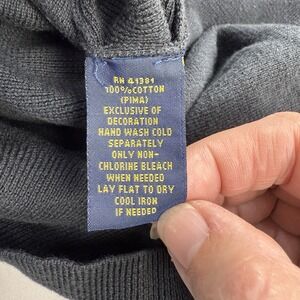 RN 41381
100%COTTON
(PIMA)
EXCLUSIVE OF
DECORATION
HAND WASH COLD
SEPARATELY
ONLY NON-
CHLORINE BLEACH
WHEN NEEDED
LAY FLAT TO DRY
COOL IRON
IF NEEDED